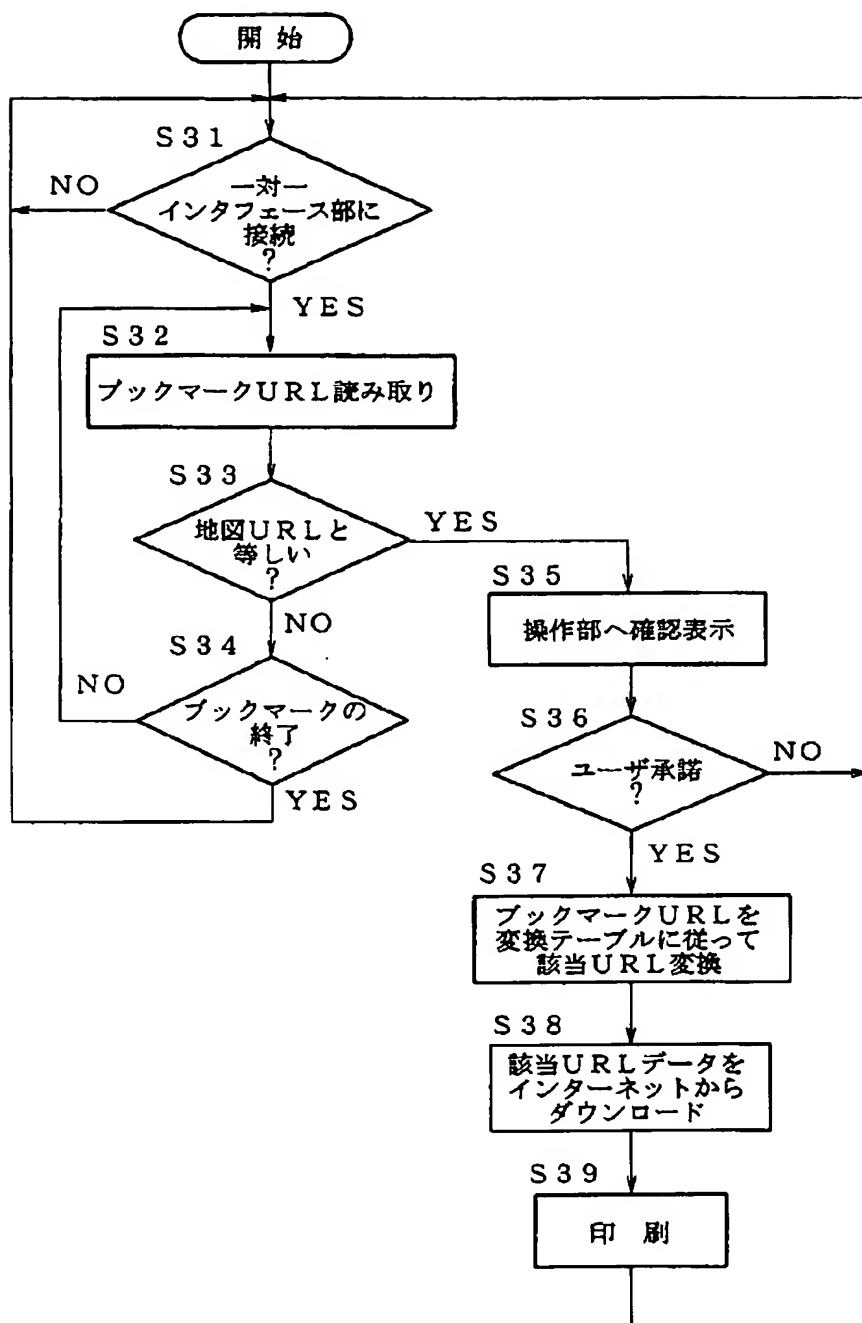 開始
S31
NO
一対一
インタフェース部に
接続
?
YES
S32
ブックマークURL読み取り
S33
地図URLと
等しい
?
YES
NO
S34
NO
ブックマークの
終了
?
YES
S35
操作部へ確認表示
S36
ユーザ承諾
?
NO
YES
S37
ブックマークURLを
変換テーブルに従って
該当URL変換
S38
該当URLデータを
インターネットから
ダウンロード
S39
印刷